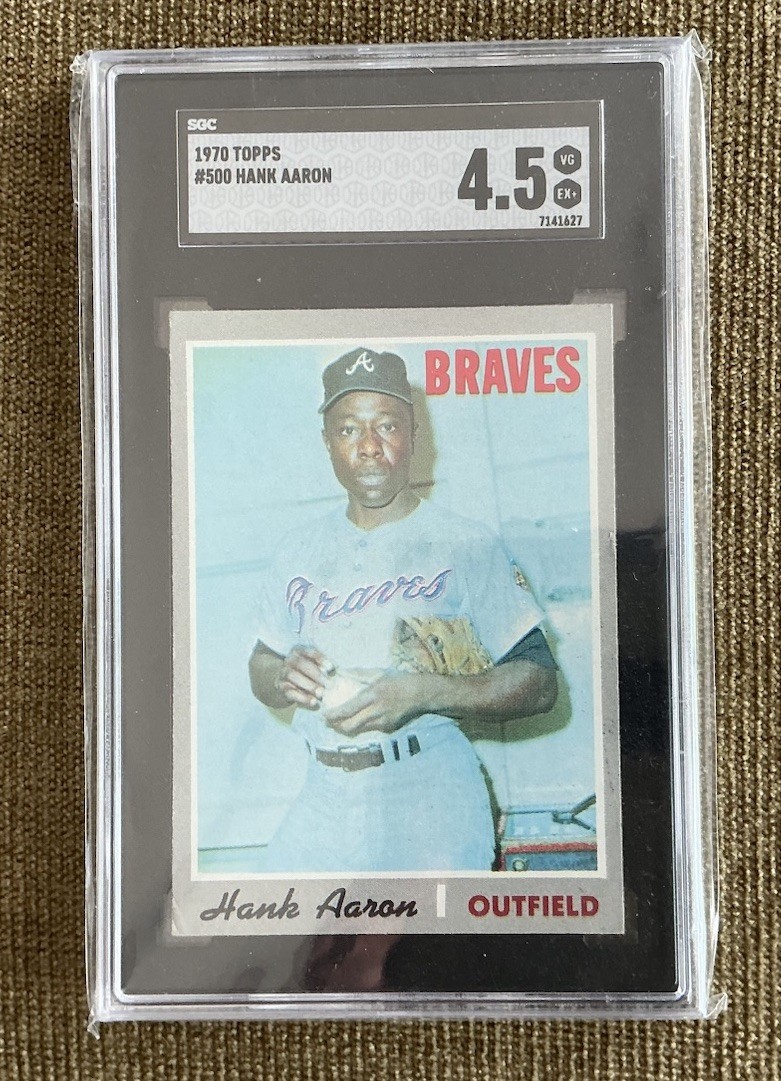 SGC
1970 TOPPS
#500 HANK AARON
4.5
VG
EX+
7141627
A
BRAVES
Braves
Hank Aaron
OUTFIELD